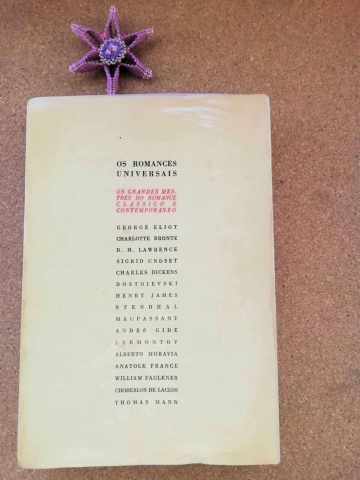 OS ROMANCES
UNIVERSAIS
OS GRANDES MES-
TRES DO ROMANCE
CLÁSSICO E
CONTEMPORÂNEO
GEORGE ELIOT
CHARLOTTE BRONTE
D. H. LAWRENCE
SIGRID UNDSET
CHARLES DICKENS
DOSTOIEVSKI
HENRY JAMES
STENDHAL
MAUPASSANT
ANDRÉ GIDE
LERMONTOV
ALBERTO MORAVIA
ANATOLE FRANCE
WILLIAM FAULKNER
CHODERLOS DE LACLOS
THOMAS MANN